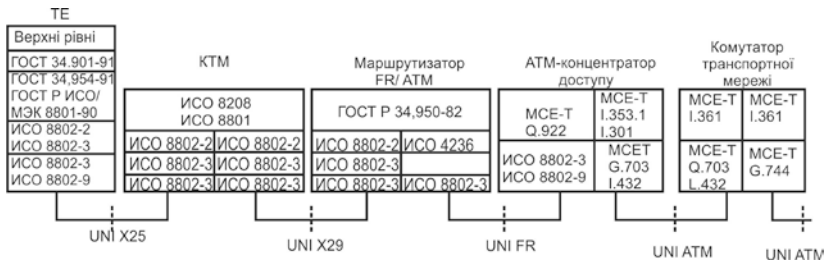 ТЕ
Верхні рівні
ГОСТ 34.901-91
ГОСТ 34,954-91
ГОСТ Р ИСО/
МЭК 8801-90
ИСО 8802-2
ИСО 8802-3
ИСО 8802-3
ИСО 8802-9
КТМ
ИСО 8208
ИСО 8801
ИСО 8802-2 ИСО 8802-2
ИСО 8802-3 ИСО 8802-3
ИСО 8802-3 ИСО 8802-3
Маршрутизатор
FR/ ATM
ГОСТ Р 34,950-82
ИСО 8802-2 ИСО 4236
ИСО 8802-3
ИСО 8802-3 ИСО 8802-3
АТМ-концентратор
доступу
МСЕ-Т
Q.922
МСЕ-Т
I.353.1
I.301
ИСО 8802-3
ИСО 8802-9
МСЕТ
G.703
I.432
Комутатор
транспортної
мережі
МСЕ-Т
I.361
МСЕ-Т
I.361
МСЕ-Т
Q.703
L.432
МСЕ-Т
G.744
UNI X25
UNI X29
UNI FR
UNI ATM
UNI ATM